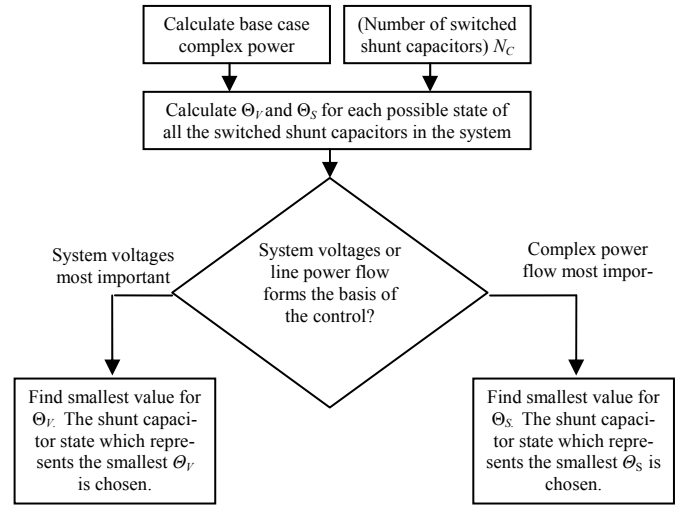 Calculate base case
complex power
(Number of switched
shunt capacitors) N_C
Calculate Θ_V and Θ_S for each possible state of
all the switched shunt capacitors in the system
System voltages
most important
System voltages or
line power flow
forms the basis of
the control?
Complex power
flow most impor-
Find smallest value for
Θ_V. The shunt capaci-
tor state which repre-
sents the smallest Θ_V
is chosen.
Find smallest value for
Θ_S. The shunt capaci-
tor state which repre-
sents the smallest Θ_S is
chosen.